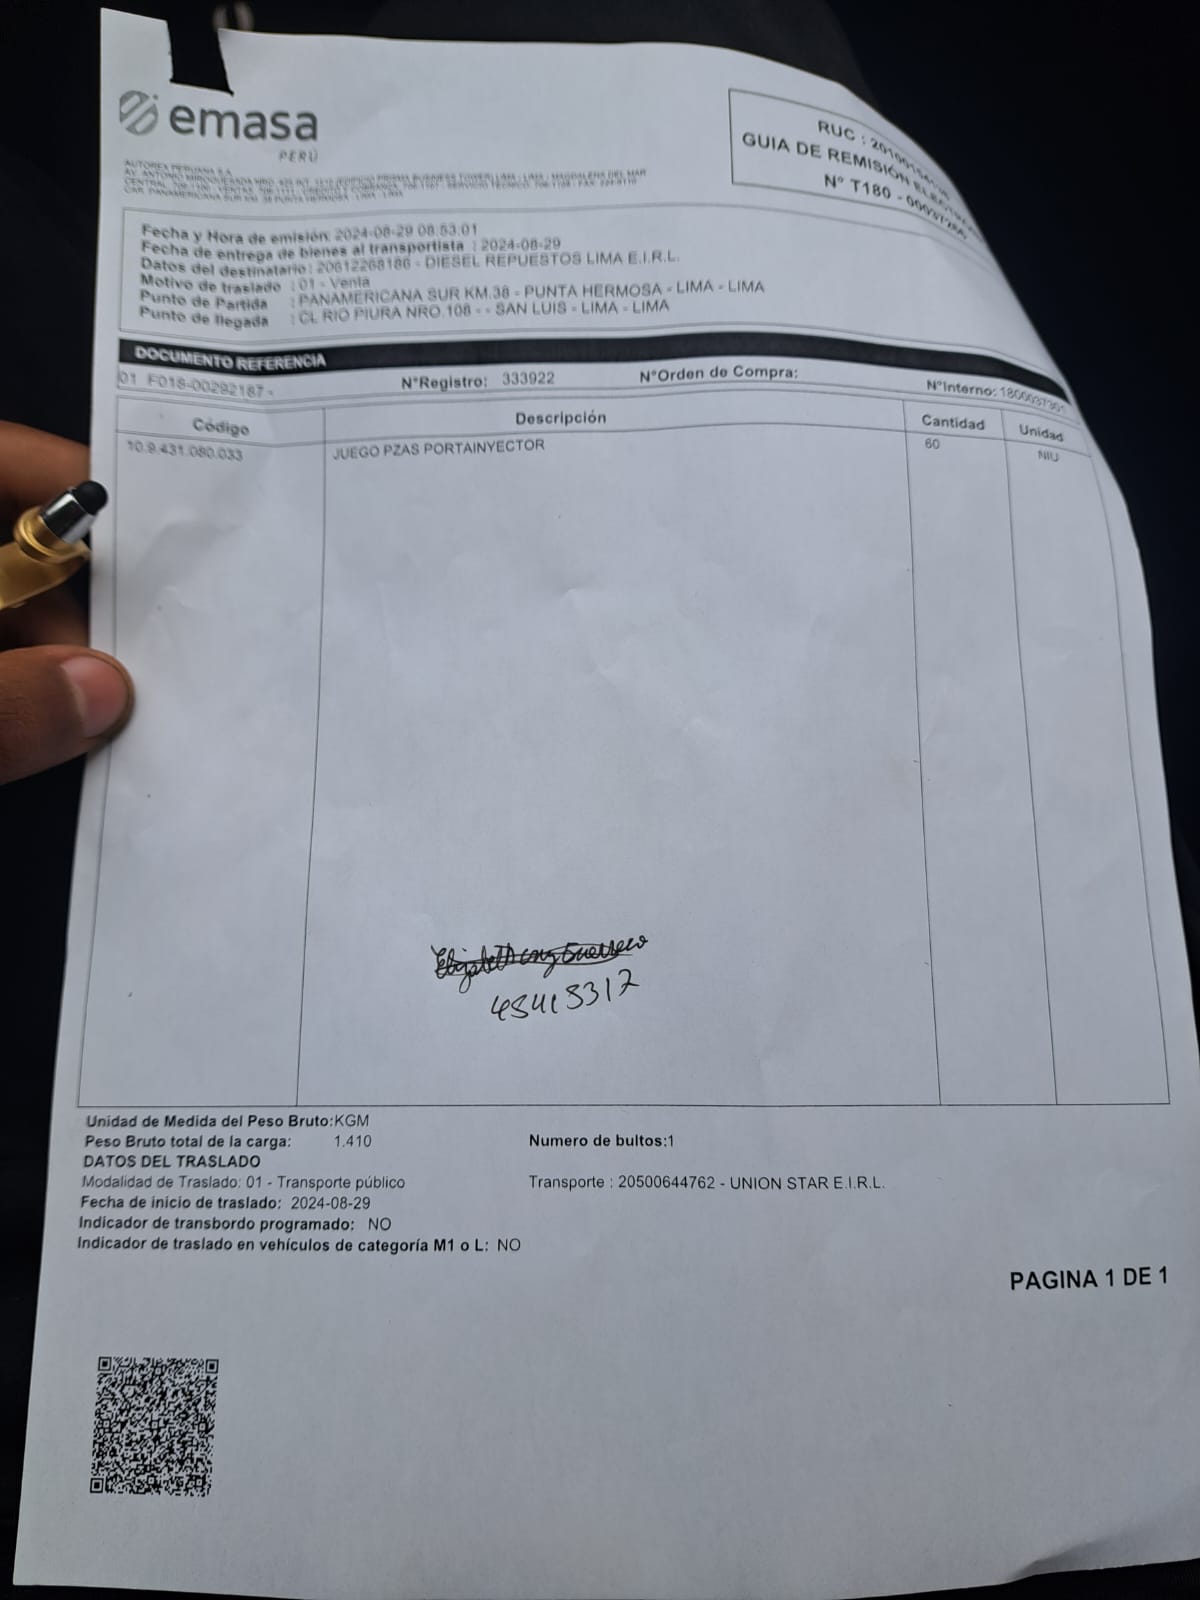 emasa
PERÚ
AUTOREX PERUANA S.A.
RUC :
GUIA DE REMISIÓN
N° T180 -
Fecha y Hora de emisión: 2024-08-29 08:53:01
Fecha de entrega de bienes al transportista : 2024-08-29
Datos del destinatario: 20612268186 - DIESEL REPUESTOS LIMA E.I.R.L.
Motivo de traslado : 01 - Venta
Punto de Partida : PANAMERICANA SUR KM.38 - PUNTA HERMOSA - LIMA - LIMA
Punto de llegada : CL RIO PIURA NRO.108 - - SAN LUIS - LIMA - LIMA
DOCUMENTO REFERENCIA
01 F018-00292187 - N°Registro: 333922 N°Orden de Compra: N°Interno:
Código Descripción Cantidad Unidad
10.9.431.080.033 JUEGO PZAS PORTAINYECTOR 60 NIU
Unidad de Medida del Peso Bruto:KGM
Peso Bruto total de la carga: 1.410 Numero de bultos:1
DATOS DEL TRASLADO
Modalidad de Traslado: 01 - Transporte público Transporte : 20500644762 - UNION STAR E.I.R.L.
Fecha de inicio de traslado: 2024-08-29
Indicador de transbordo programado: NO
Indicador de traslado en vehículos de categoría M1 o L: NO
PAGINA 1 DE 1